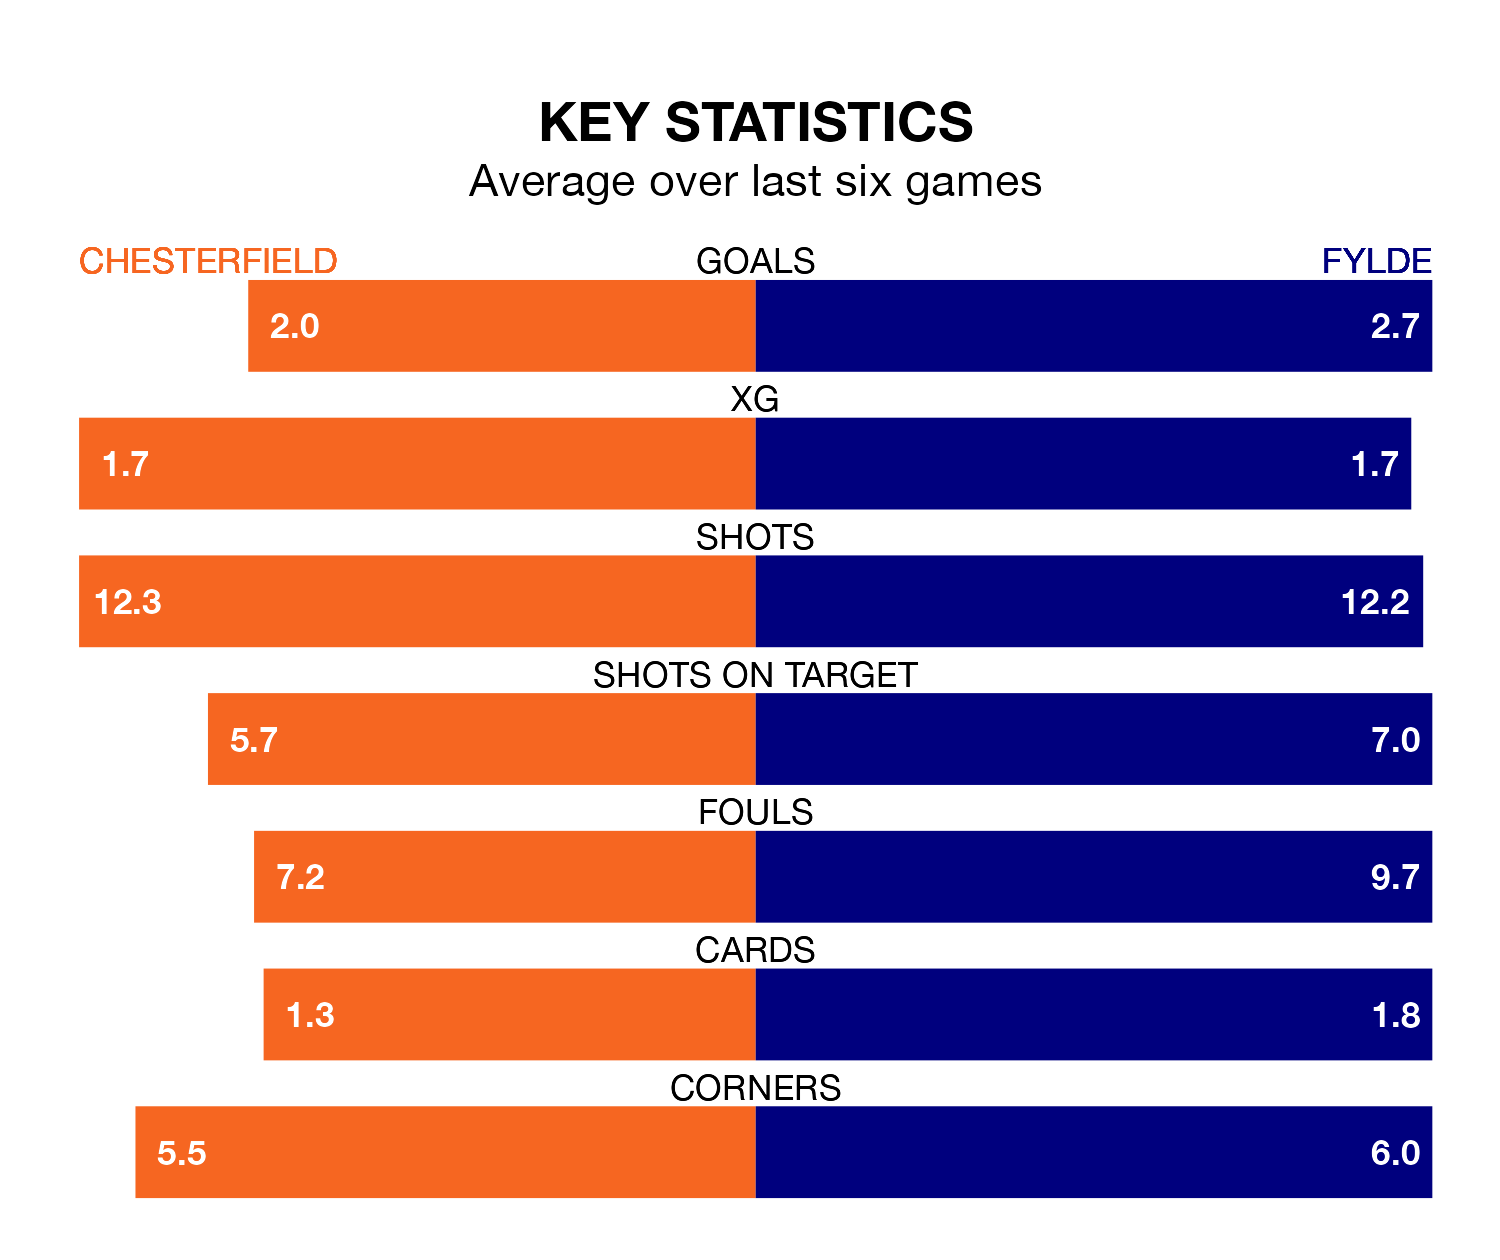 KEY STATISTICS
Average over last six games
CHESTERFIELD GOALS FYLDE
2.0 2.7
XG
1.7 1.7
SHOTS
12.3 12.2
SHOTS ON TARGET
5.7 7.0
FOULS
7.2 9.7
CARDS
1.3 1.8
CORNERS
5.5 6.0